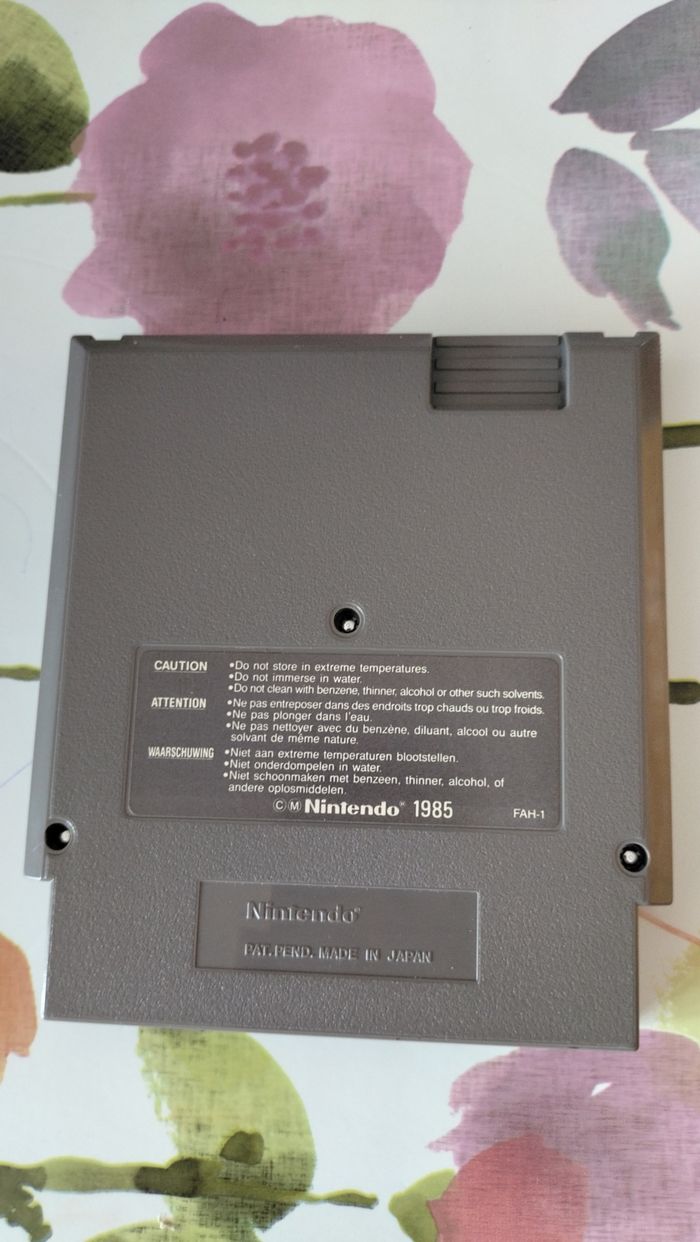 CAUTION •Do not store in extreme temperatures.
•Do not immerse in water.
•Do not clean with benzene, thinner, alcohol or other such solvents.
ATTENTION •Ne pas entreposer dans des endroits trop chauds ou trop froids.
•Ne pas plonger dans l'eau.
•Ne pas nettoyer avec du benzène, diluant, alcool ou autre
solvant de même nature.
WAARSCHUWING •Niet aan extreme temperaturen blootstellen.
•Niet onderdompelen in water.
•Niet schoonmaken met benzeen, thinner, alcohol, of
andere oplosmiddelen.
ⒸⓂ Nintendo® 1985 FAH-1
Nintendo®
PAT. PEND. MADE IN JAPAN